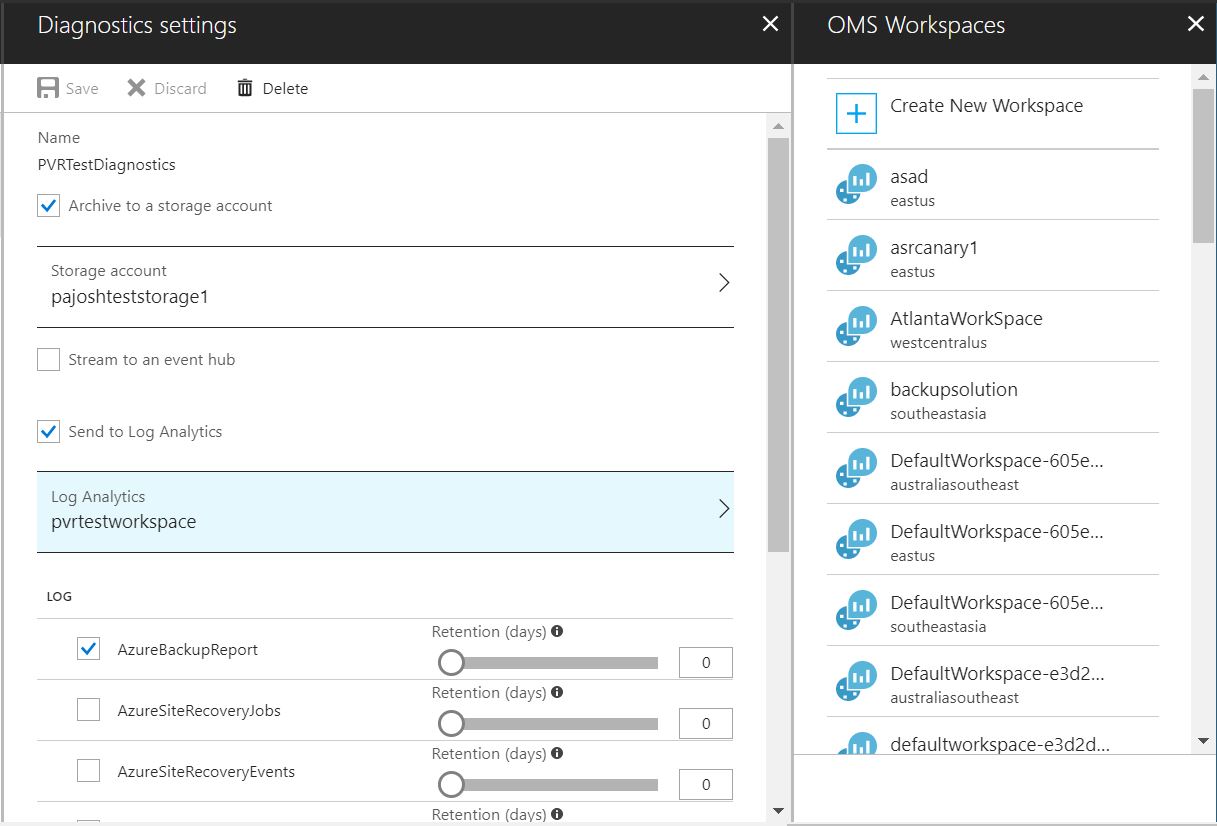 Diagnostics settings
Save Discard Delete
Name
PVRTestDiagnostics
Archive to a storage account
Storage account
pajoshteststorage1
Stream to an event hub
Send to Log Analytics
Log Analytics
pvrtestworkspace
LOG
AzureBackupReport
Retention (days)
0
AzureSiteRecoveryJobs
Retention (days)
0
AzureSiteRecoveryEvents
Retention (days)
0
Retention (days)
OMS Workspaces
Create New Workspace
asad
eastus
asrcanary1
eastus
AtlantaWorkSpace
westcentralus
backupsolution
southeastasia
DefaultWorkspace-605e...
australiasoutheast
DefaultWorkspace-605e...
eastus
DefaultWorkspace-605e...
southeastasia
DefaultWorkspace-e3d2...
australiasoutheast
defaultworkspace-e3d2d...